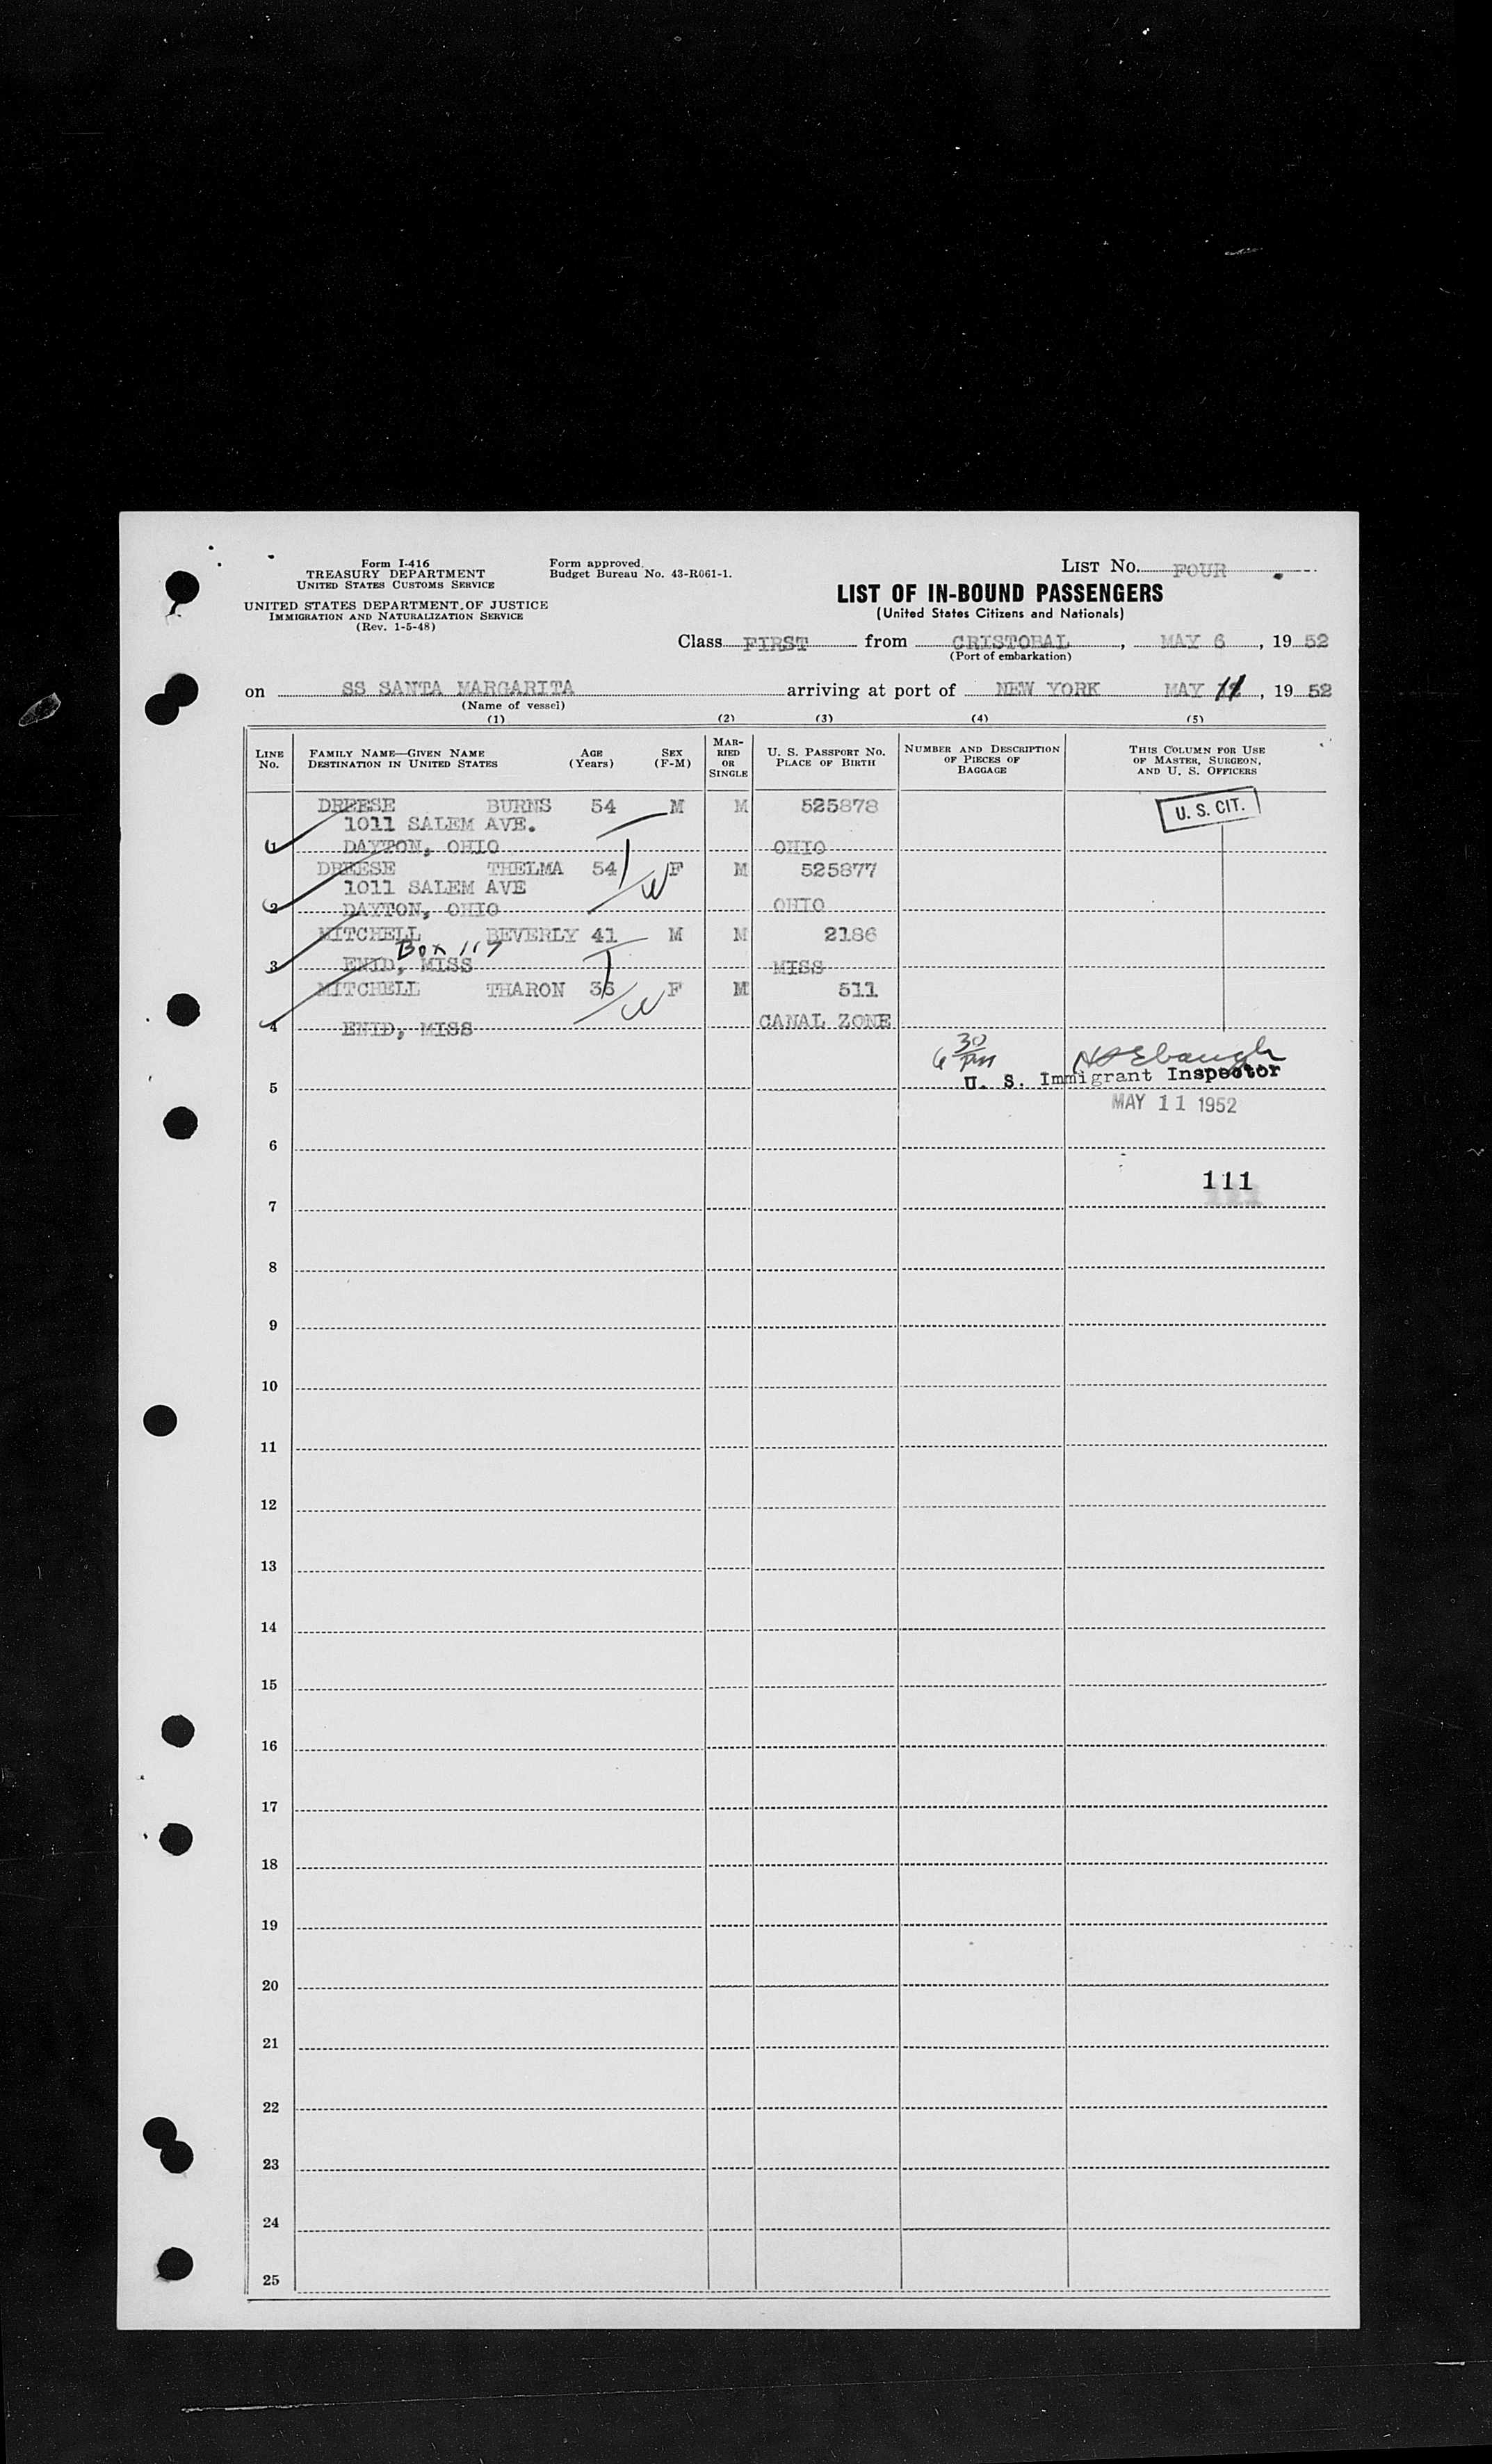 Form I-416
TREASURY DEPARTMENT
UNITED STATES CUSTOMS SERVICE
UNITED STATES DEPARTMENT OF JUSTICE
IMMIGRATION AND NATURALIZATION SERVICE
(Rev. 1-5-48)
Form approved.
Budget Bureau No. 43-R061-1.
LIST NO. FOUR
LIST OF IN-BOUND PASSENGERS
(United States Citizens and Nationals)
Class FIRST from CRISTOBAL, MAY 6, 1952
(Port of embarkation)
on SS SANTA MARGARITA arriving at port of NEW YORK MAY 11, 1952
(Name of vessel)
(1) (2) (3) (4) (5)
LINE NO.
FAMILY NAME—GIVEN NAME
DESTINATION IN UNITED STATES
AGE (Years)
SEX (F-M)
MARRIED OR SINGLE
U. S. PASSPORT NO.
PLACE OF BIRTH
NUMBER AND DESCRIPTION OF PIECES OF BAGGAGE
THIS COLUMN FOR USE OF MASTER, SURGEON, AND U. S. OFFICERS
DREESE BURNS 54 M M 525878 U. S. CIT.
1011 SALEM AVE.
1 DAYTON, OHIO OHIO
DREESE THELMA 54 F M 525877
1011 SALEM AVE W
2 DAYTON, OHIO OHIO
MITCHELL BEVERLY 41 M M 2186
Box 117
3 ENID, MISS MISS
MITCHELL THARON 36 F M 511
W
4 ENID, MISS CANAL ZONE
6 30 PM
U. S. Immigrant Inspector
5
MAY 11 1952
6
111
7
8
9
10
11
12
13
14
15
16
17
18
19
20
21
22
23
24
25